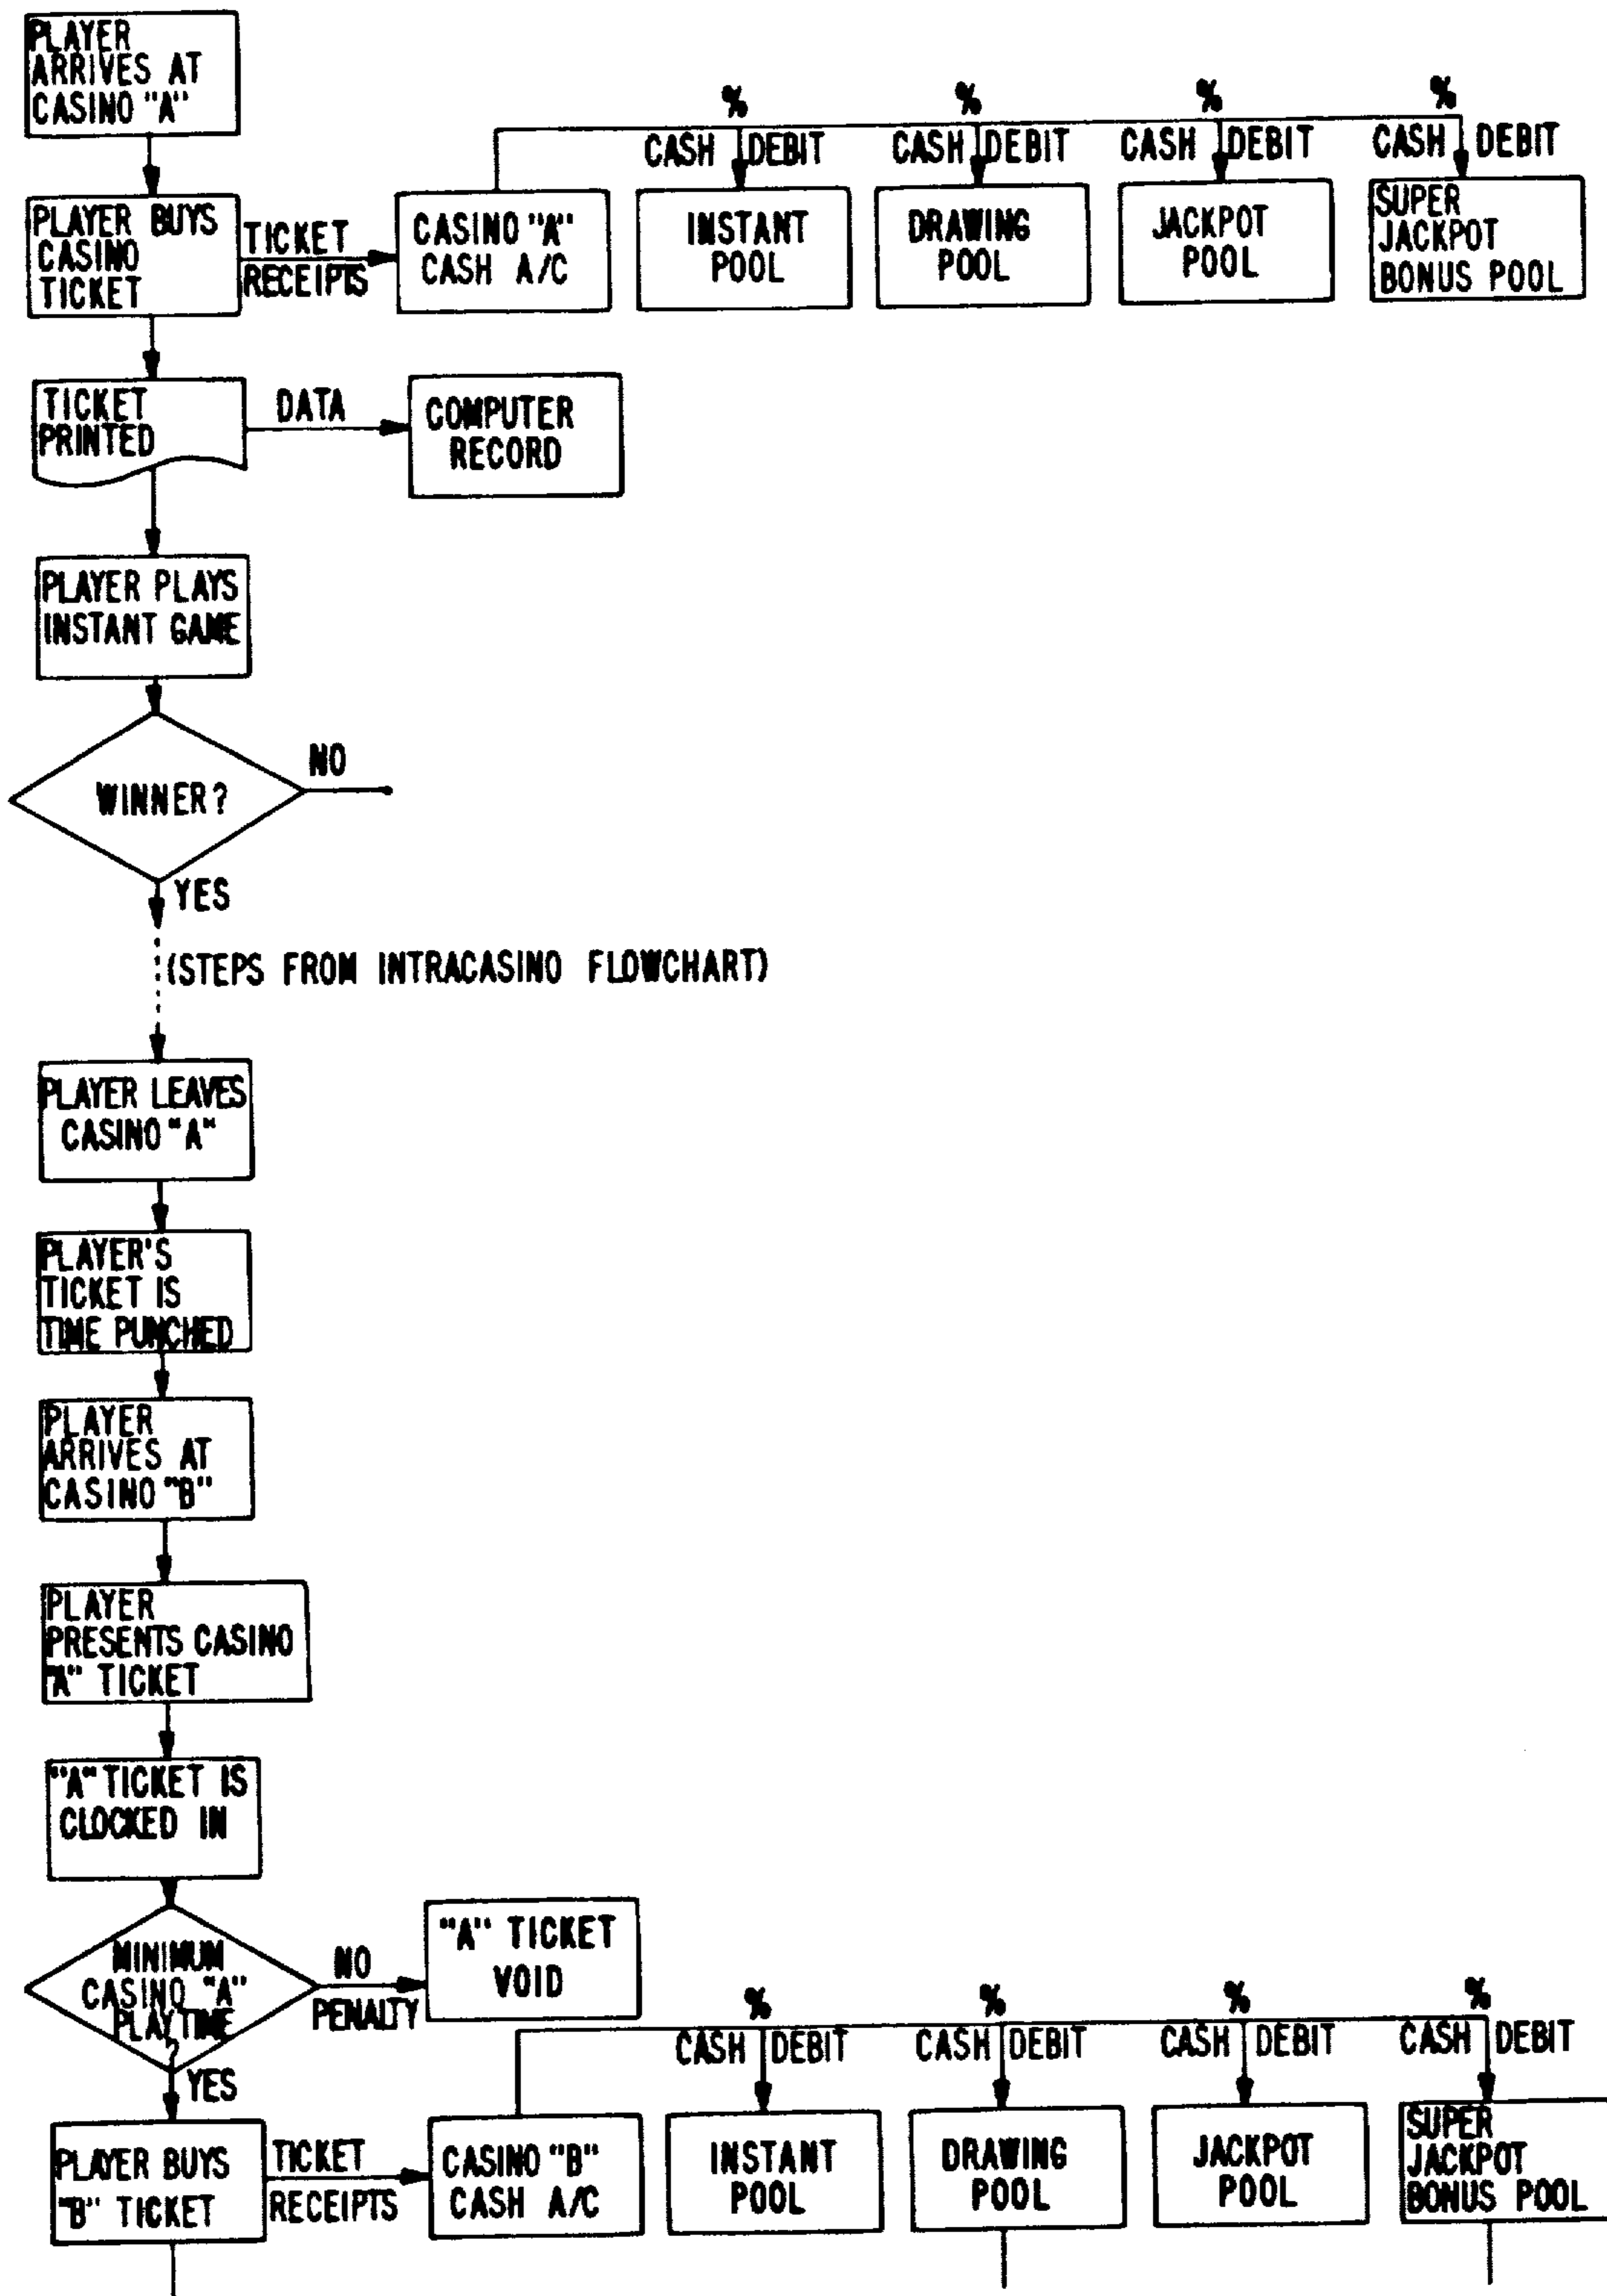 PLAYER
ARRIVES AT
CASINO "A"
%
%
%
%
CASH DEBIT
CASH DEBIT
CASH DEBIT
CASH DEBIT
PLAYER BUYS
CASINO
TICKET
TICKET
RECEIPTS
CASINO "A"
CASH A/C
INSTANT
POOL
DRAWING
POOL
JACKPOT
POOL
SUPER
JACKPOT
BONUS POOL
TICKET
PRINTED
DATA
COMPUTER
RECORD
PLAYER PLAYS
INSTANT GAME
WINNER?
NO
YES
(STEPS FROM INTRACASINO FLOWCHART)
PLAYER LEAVES
CASINO "A"
PLAYER'S
TICKET IS
TIME PUNCHED
PLAYER
ARRIVES AT
CASINO "B"
PLAYER
PRESENTS CASINO
"A" TICKET
"A" TICKET IS
CLOCKED IN
MINIMUM
CASINO "A"
PLAYTIME
?
NO
PENALTY
"A" TICKET
VOID
YES
%
%
%
%
CASH DEBIT
CASH DEBIT
CASH DEBIT
CASH DEBIT
PLAYER BUYS
"B" TICKET
TICKET
RECEIPTS
CASINO "B"
CASH A/C
INSTANT
POOL
DRAWING
POOL
JACKPOT
POOL
SUPER
JACKPOT
BONUS POOL